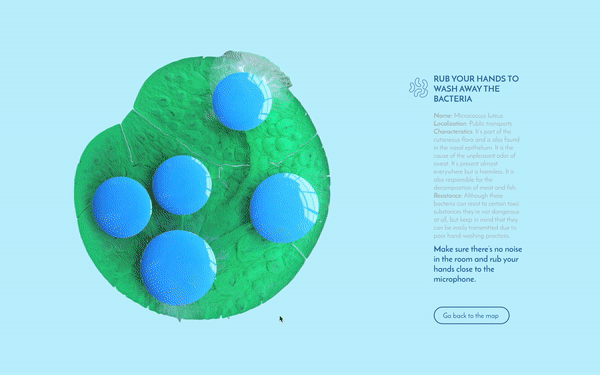 RUB YOUR HANDS TO
WASH AWAY THE
BACTERIA
Name: Micrococcus luteus
Localization: Public transports
Characteristics: It's part of the
cutaneous flora and is also found
in the nasal epithelium. It is the
cause of the unpleasant odor of
sweat. It's present almost
everywhere but is harmless. It is
also responsible for the
decomposition of meat and fish.
Resistance: Although these
bacteria can resist to certain
substances they're not dangerous
at all, but keep in mind that they
can be easily transmitted due to
poor hand washing practices.
Make sure there's no noise
in the room and rub your
hands close to the
microphone.
Go back to the map